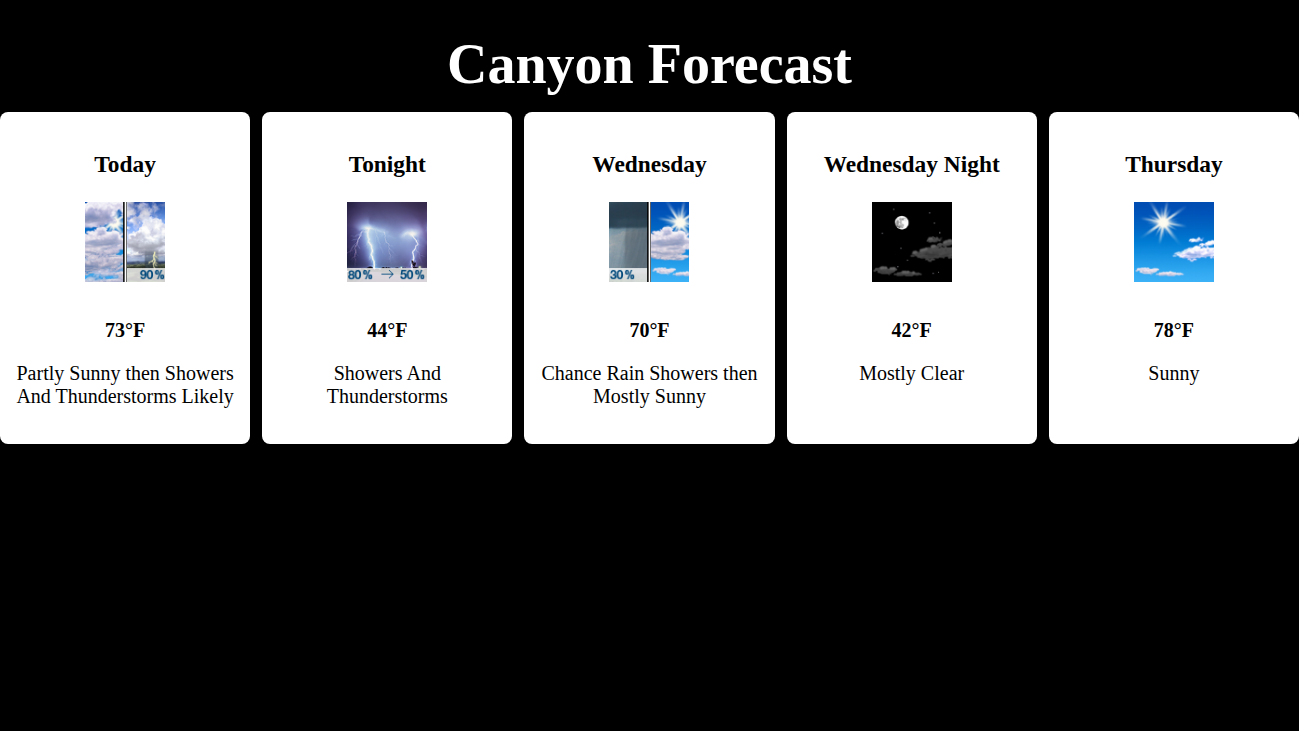 Canyon Forecast
Today
90%
73°F
Partly Sunny then Showers
And Thunderstorms Likely
Tonight
80% → 50%
44°F
Showers And
Thunderstorms
Wednesday
30%
70°F
Chance Rain Showers then
Mostly Sunny
Wednesday Night
42°F
Mostly Clear
Thursday
78°F
Sunny